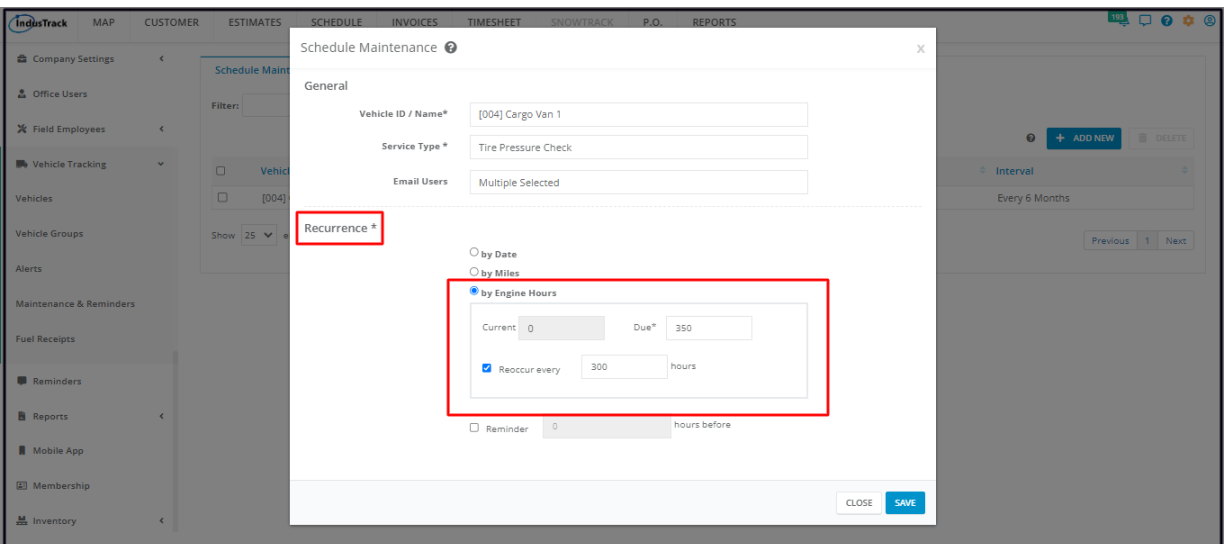 IndusTrack MAP CUSTOMER ESTIMATES SCHEDULE INVOICES TIMESHEET SNOWTRACK P.O. REPORTS 193
Schedule Maintenance x
Company Settings
Schedule Maint
General
Office Users
Filter:
Vehicle ID / Name* [004] Cargo Van 1
Field Employees
ADD NEW DELETE
Service Type * Tire Pressure Check
Vehicle Tracking
Vehicl
Interval
Email Users Multiple Selected
Vehicles
[004]
Every 6 Months
Recurrence *
Vehicle Groups
Show 25 e
Previous 1 Next
by Date
Alerts
by Miles
by Engine Hours
Maintenance & Reminders
Current 0 Due* 350
Fuel Receipts
Reoccur every 300 hours
Reminders
Reports
Reminder 0 hours before
Mobile App
Membership
CLOSE SAVE
Inventory